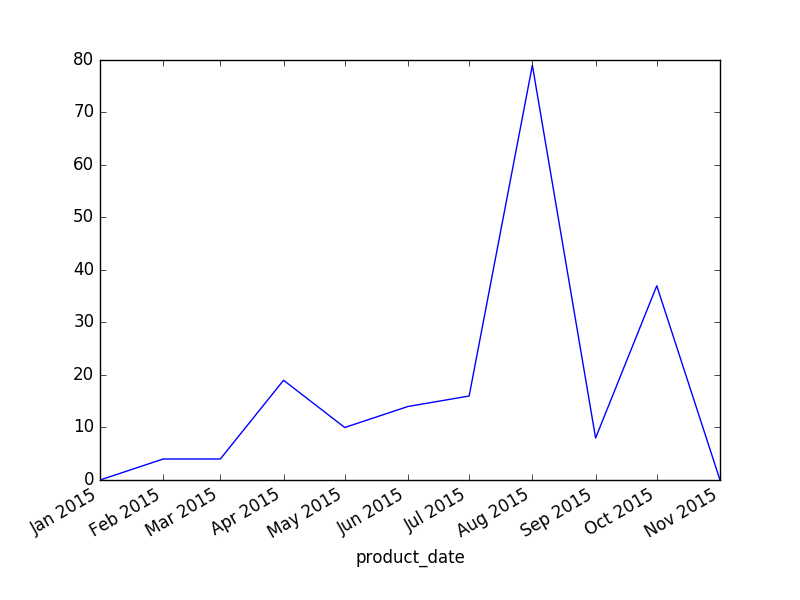 80
70
60
50
40
30
20
10
0
Jan 2015
Feb 2015
Mar 2015
Apr 2015
May 2015
Jun 2015
Jul 2015
Aug 2015
Sep 2015
Oct 2015
Nov 2015
product_date